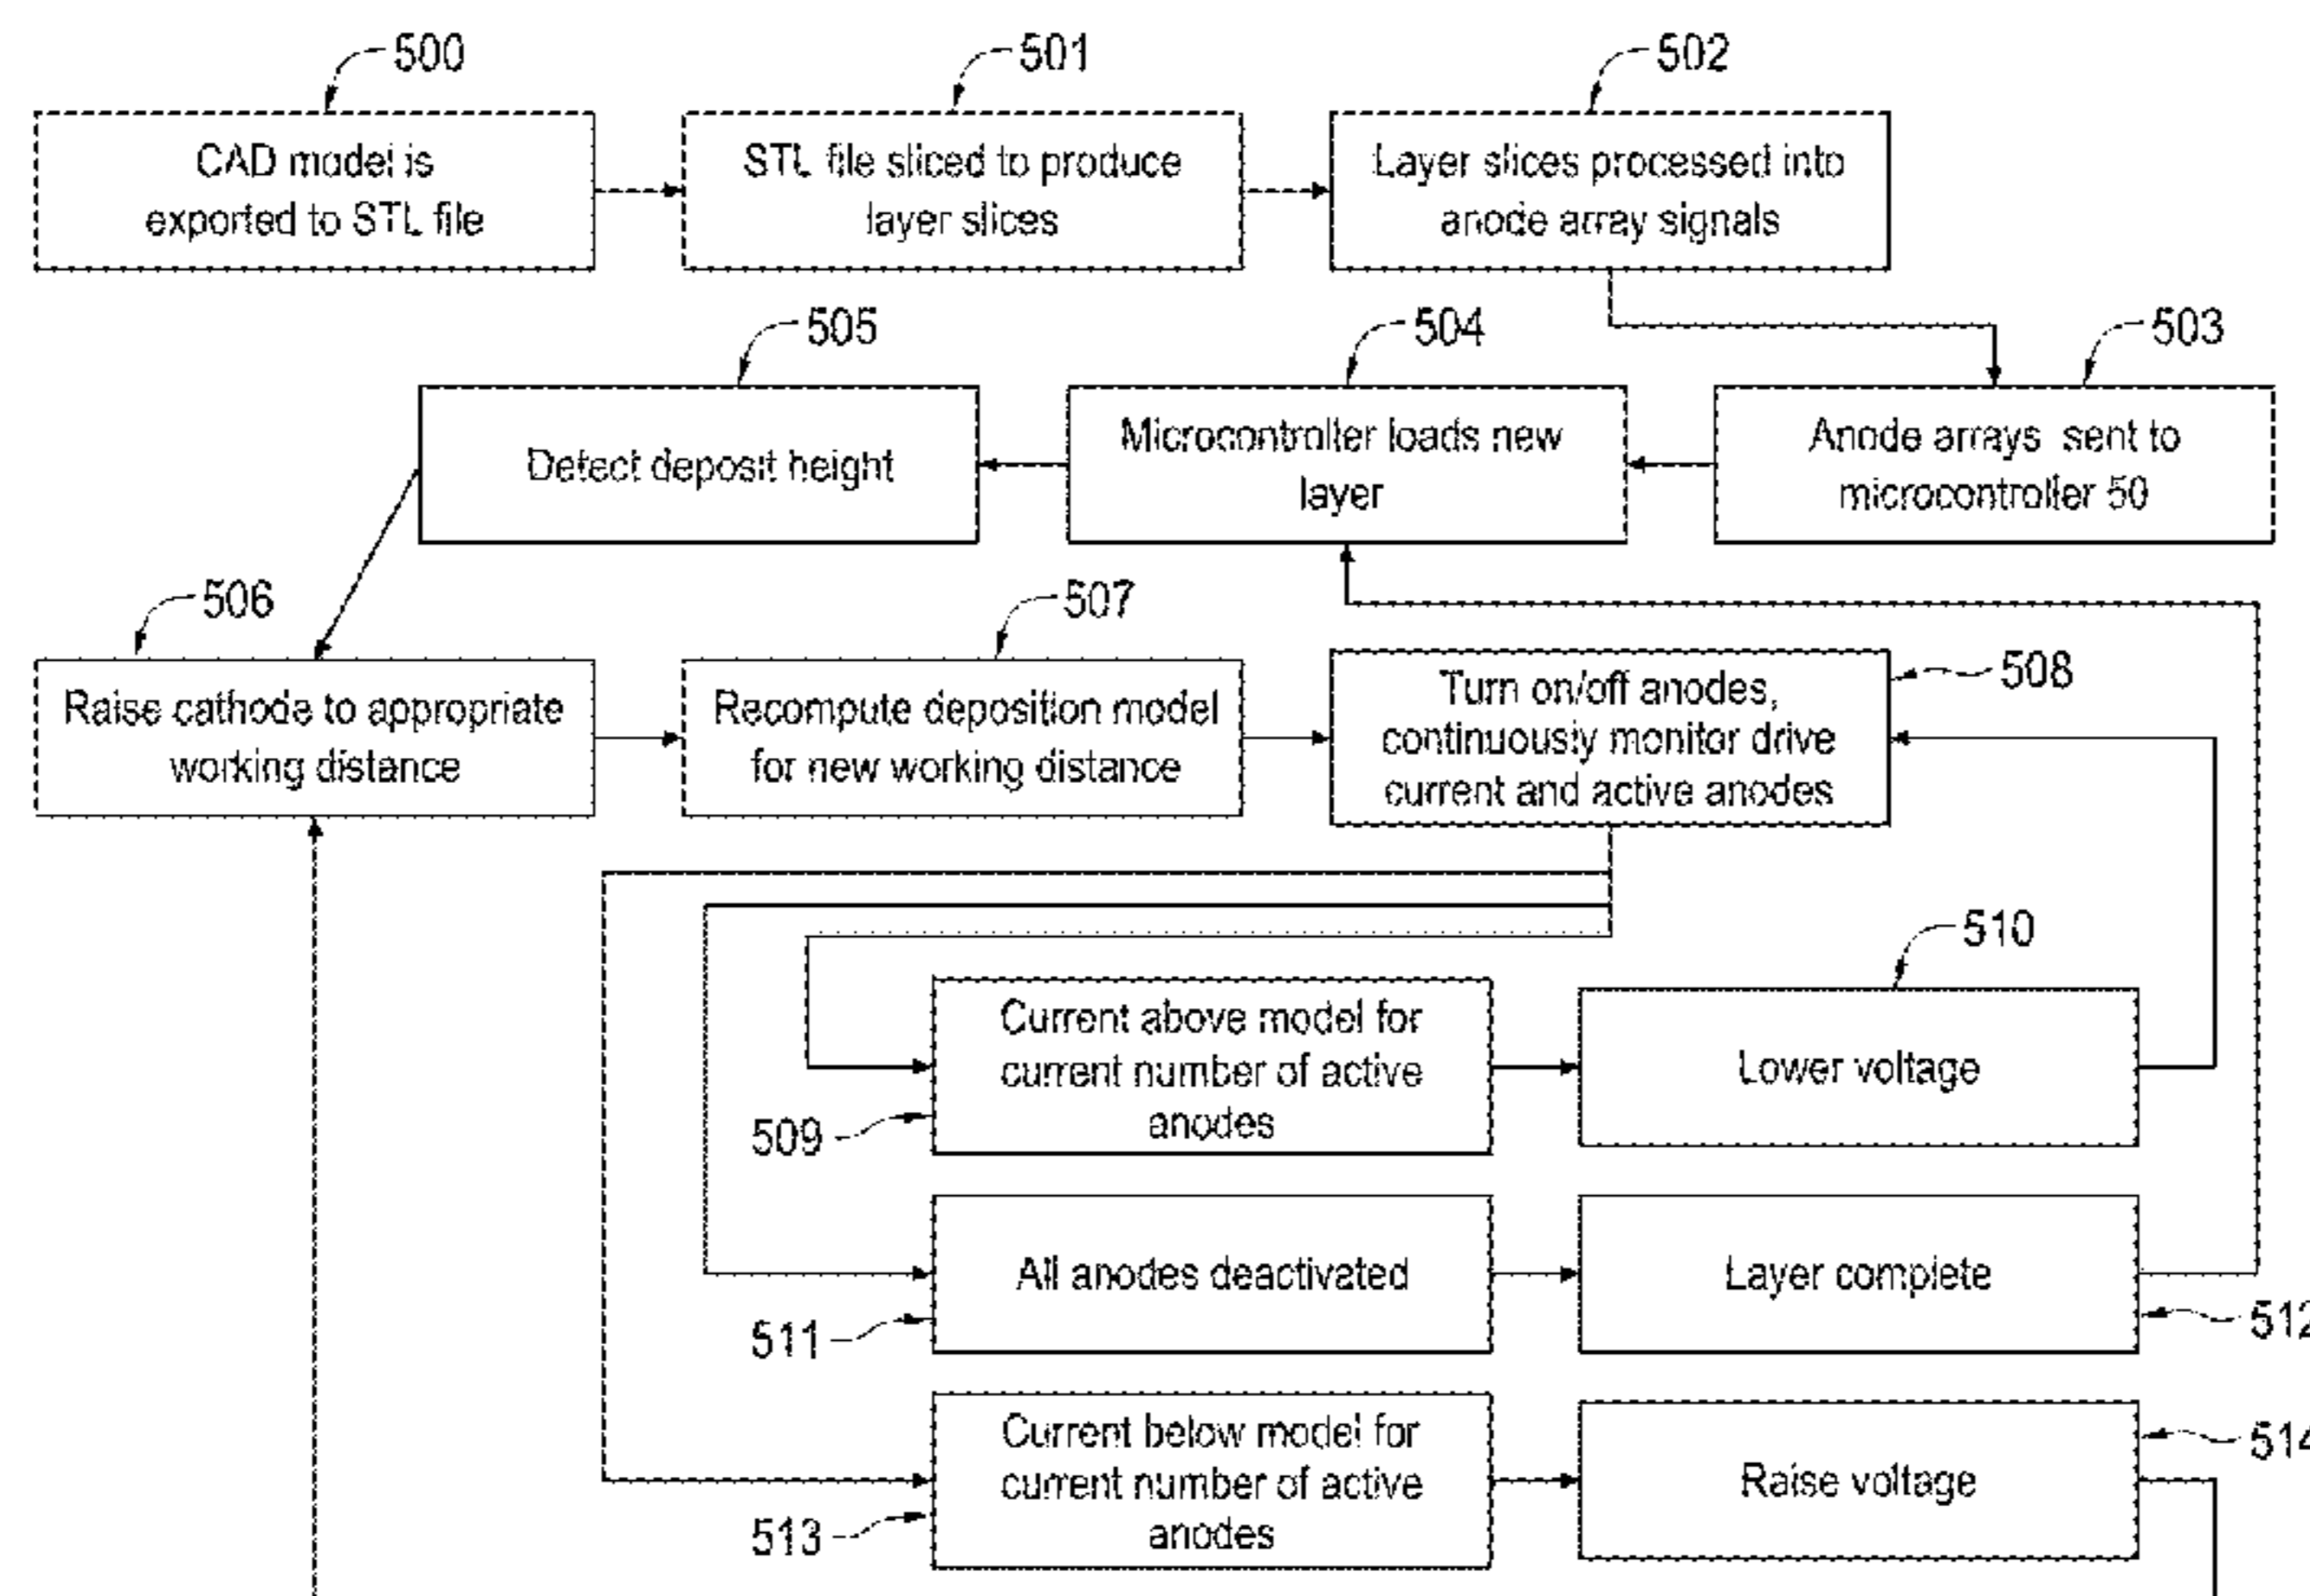 500
501
502
CAD model is
exported to STL file
STL file sliced to produce
layer slices
Layer slices processed into
anode array signals
505
504
503
Detect deposit height
Microcontroller loads new
layer
Anode arrays sent to
microcontroller 50
506
507
508
Raise cathode to appropriate
working distance
Recompute deposition model
for new working distance
Turn on/off anodes,
continuously monitor drive
current and active anodes
510
Current above model for
current number of active
anodes
509
Lower voltage
All anodes deactivated
511
Layer complete
512
Current below model for
current number of active
anodes
513
Raise voltage
514